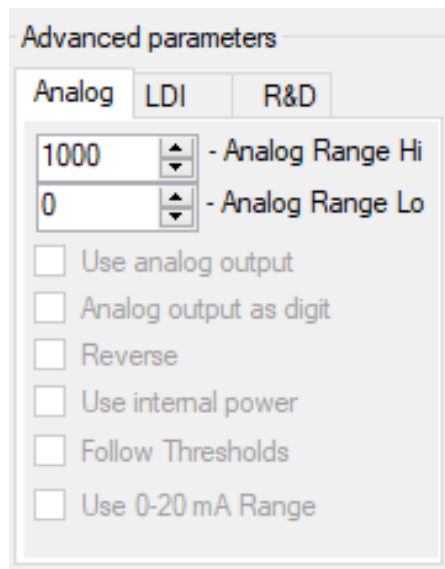 Advanced parameters
Analog LDI R&D
1000 - Analog Range Hi
0 - Analog Range Lo
Use analog output
Analog output as digit
Reverse
Use internal power
Follow Thresholds
Use 0-20 mA Range